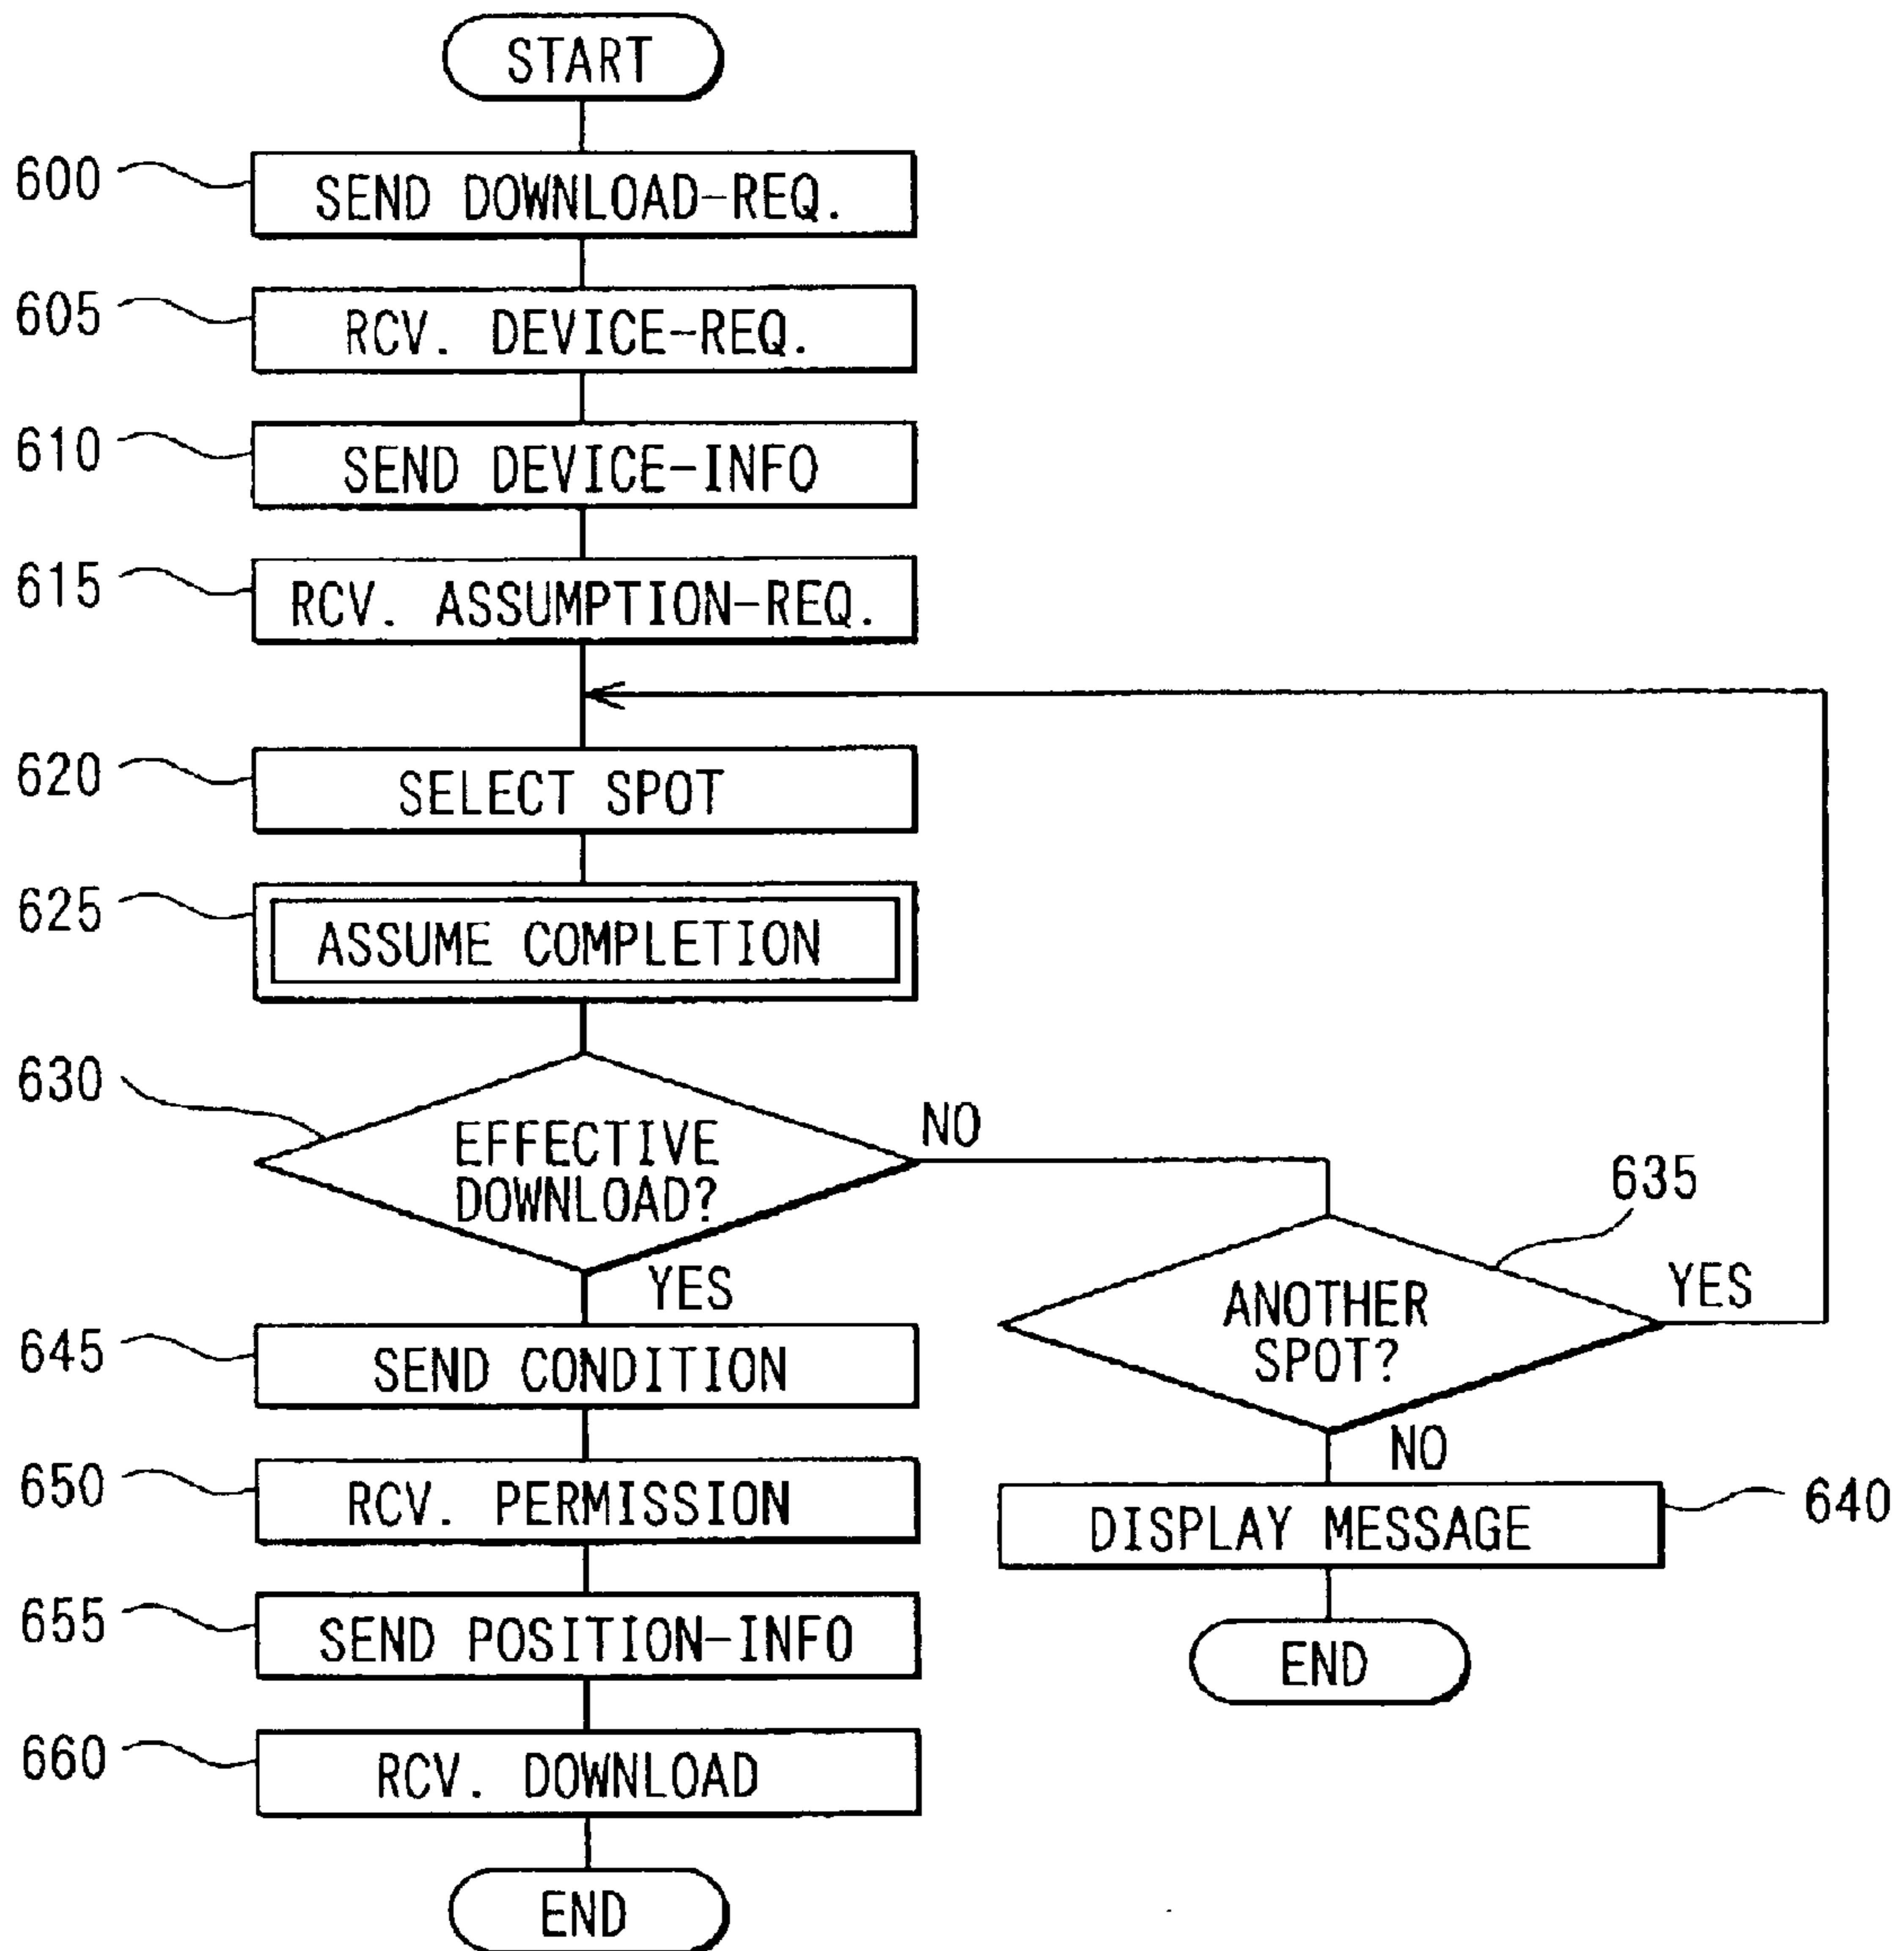 START
600
SEND DOWNLOAD-REQ.
605
RCV. DEVICE-REQ.
610
SEND DEVICE-INFO
615
RCV. ASSUMPTION-REQ.
620
SELECT SPOT
625
ASSUME COMPLETION
630
EFFECTIVE
DOWNLOAD?
NO
YES
635
ANOTHER
SPOT?
YES
NO
640
DISPLAY MESSAGE
END
645
SEND CONDITION
650
RCV. PERMISSION
655
SEND POSITION-INFO
660
RCV. DOWNLOAD
END